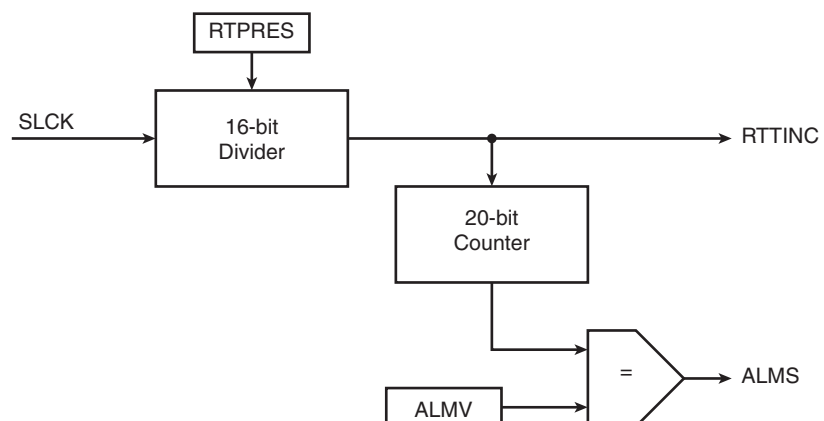 RTPRES
SLCK
16-bit
Divider
RTTINC
20-bit
Counter
=
ALMS
ALMV